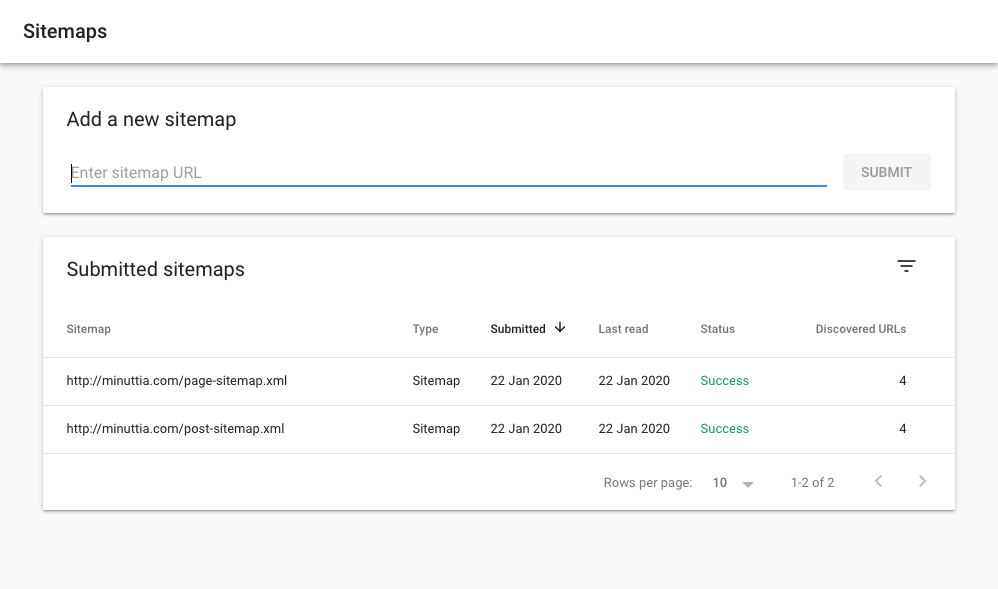 Sitemaps
Add a new sitemap
Enter sitemap URL SUBMIT
Submitted sitemaps
Sitemap Type Submitted Last read Status Discovered URLs
http://minuttia.com/page-sitemap.xml Sitemap 22 Jan 2020 22 Jan 2020 Success 4
http://minuttia.com/post-sitemap.xml Sitemap 22 Jan 2020 22 Jan 2020 Success 4
Rows per page: 10 1-2 of 2